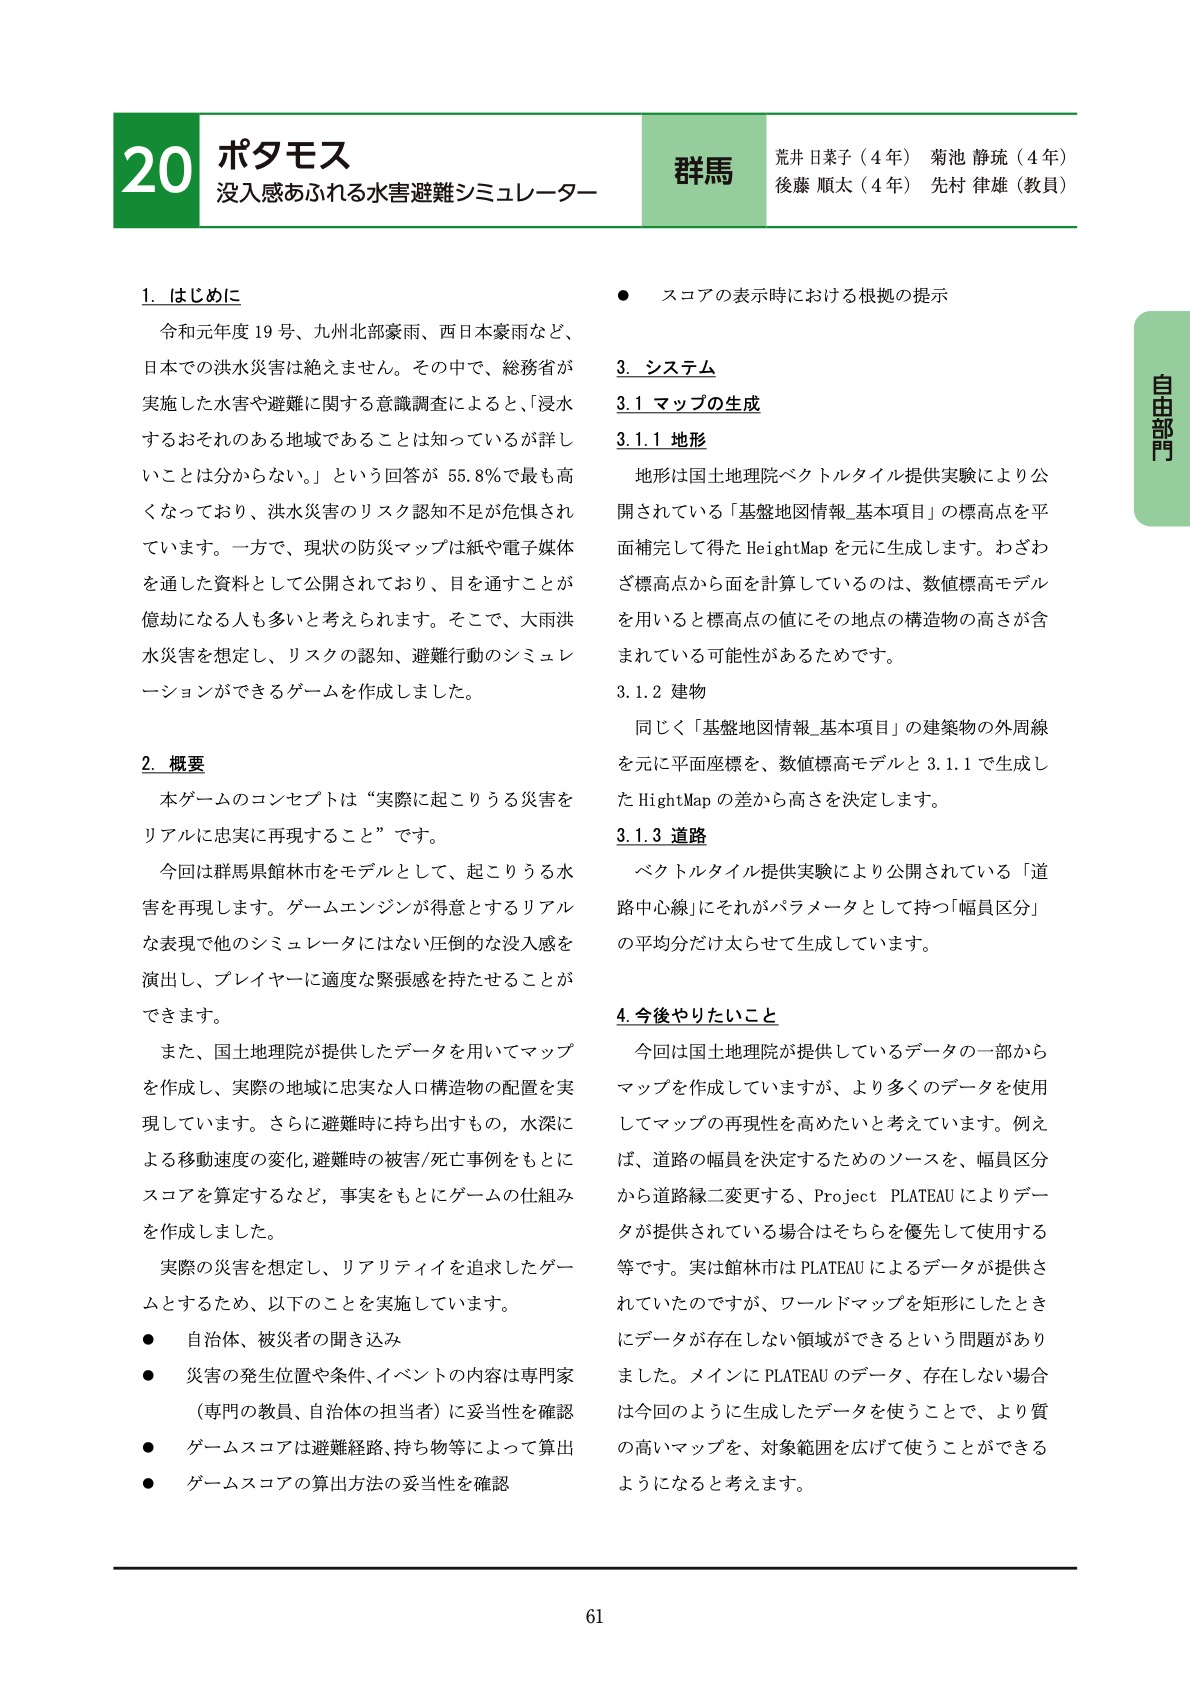 20
ポタモス
没入感あふれる水害避難シミュレーター
群馬
荒井 日菜子（４年） 菊池 静琉（４年）
後藤 順太（４年） 先村 律雄（教員）
自由部門
1. はじめに
令和元年度 19 号、九州北部豪雨、西日本豪雨など、
日本での洪水災害は絶えません。その中で、総務省が
実施した水害や避難に関する意識調査によると、「浸水
するおそれのある地域であることは知っているが詳し
いことは分からない。」という回答が 55.8%で最も高
くなっており、洪水災害のリスク認知不足が危惧され
ています。一方で、現状の防災マップは紙や電子媒体
を通した資料として公開されており、目を通すことが
億劫になる人も多いと考えられます。そこで、大雨洪
水災害を想定し、リスクの認知、避難行動のシミュレ
ーションができるゲームを作成しました。
2. 概要
本ゲームのコンセプトは“実際に起こりうる災害を
リアルに忠実に再現すること”です。
今回は群馬県館林市をモデルとして、起こりうる水
害を再現します。ゲームエンジンが得意とするリアル
な表現で他のシミュレータにはない圧倒的な没入感を
演出し、プレイヤーに適度な緊張感を持たせることが
できます。
また、国土地理院が提供したデータを用いてマップ
を作成し、実際の地域に忠実な人口構造物の配置を実
現しています。さらに避難時に持ち出すもの，水深に
よる移動速度の変化，避難時の被害/死亡事例をもとに
スコアを算定するなど，事実をもとにゲームの仕組み
を作成しました。
実際の災害を想定し、リアリティイを追求したゲー
ムとするため、以下のことを実施しています。
● 自治体、被災者の聞き込み
● 災害の発生位置や条件、イベントの内容は専門家
（専門の教員、自治体の担当者）に妥当性を確認
● ゲームスコアは避難経路、持ち物等によって算出
● ゲームスコアの算出方法の妥当性を確認
● スコアの表示時における根拠の提示
3. システム
3.1 マップの生成
3.1.1 地形
地形は国土地理院ベクトルタイル提供実験により公
開されている「基盤地図情報_基本項目」の標高点を平
面補完して得た HeightMap を元に生成します。わざわ
ざ標高点から面を計算しているのは、数値標高モデル
を用いると標高点の値にその地点の構造物の高さが含
まれている可能性があるためです。
3.1.2 建物
同じく「基盤地図情報_基本項目」の建築物の外周線
を元に平面座標を、数値標高モデルと 3.1.1 で生成し
た HightMap の差から高さを決定します。
3.1.3 道路
ベクトルタイル提供実験により公開されている「道
路中心線」にそれがパラメータとして持つ「幅員区分」
の平均分だけ太らせて生成しています。
4. 今後やりたいこと
今回は国土地理院が提供しているデータの一部から
マップを作成していますが、より多くのデータを使用
してマップの再現性を高めたいと考えています。例え
ば、道路の幅員を決定するためのソースを、幅員区分
から道路縁二変更する、Project PLATEAU によりデー
タが提供されている場合はそちらを優先して使用する
等です。実は館林市は PLATEAU によるデータが提供さ
れていたのですが、ワールドマップを矩形にしたとき
にデータが存在しない領域ができるという問題があり
ました。メインに PLATEAU のデータ、存在しない場合
は今回のように生成したデータを使うことで、より質
の高いマップを、対象範囲を広げて使うことができる
ようになると考えます。
61